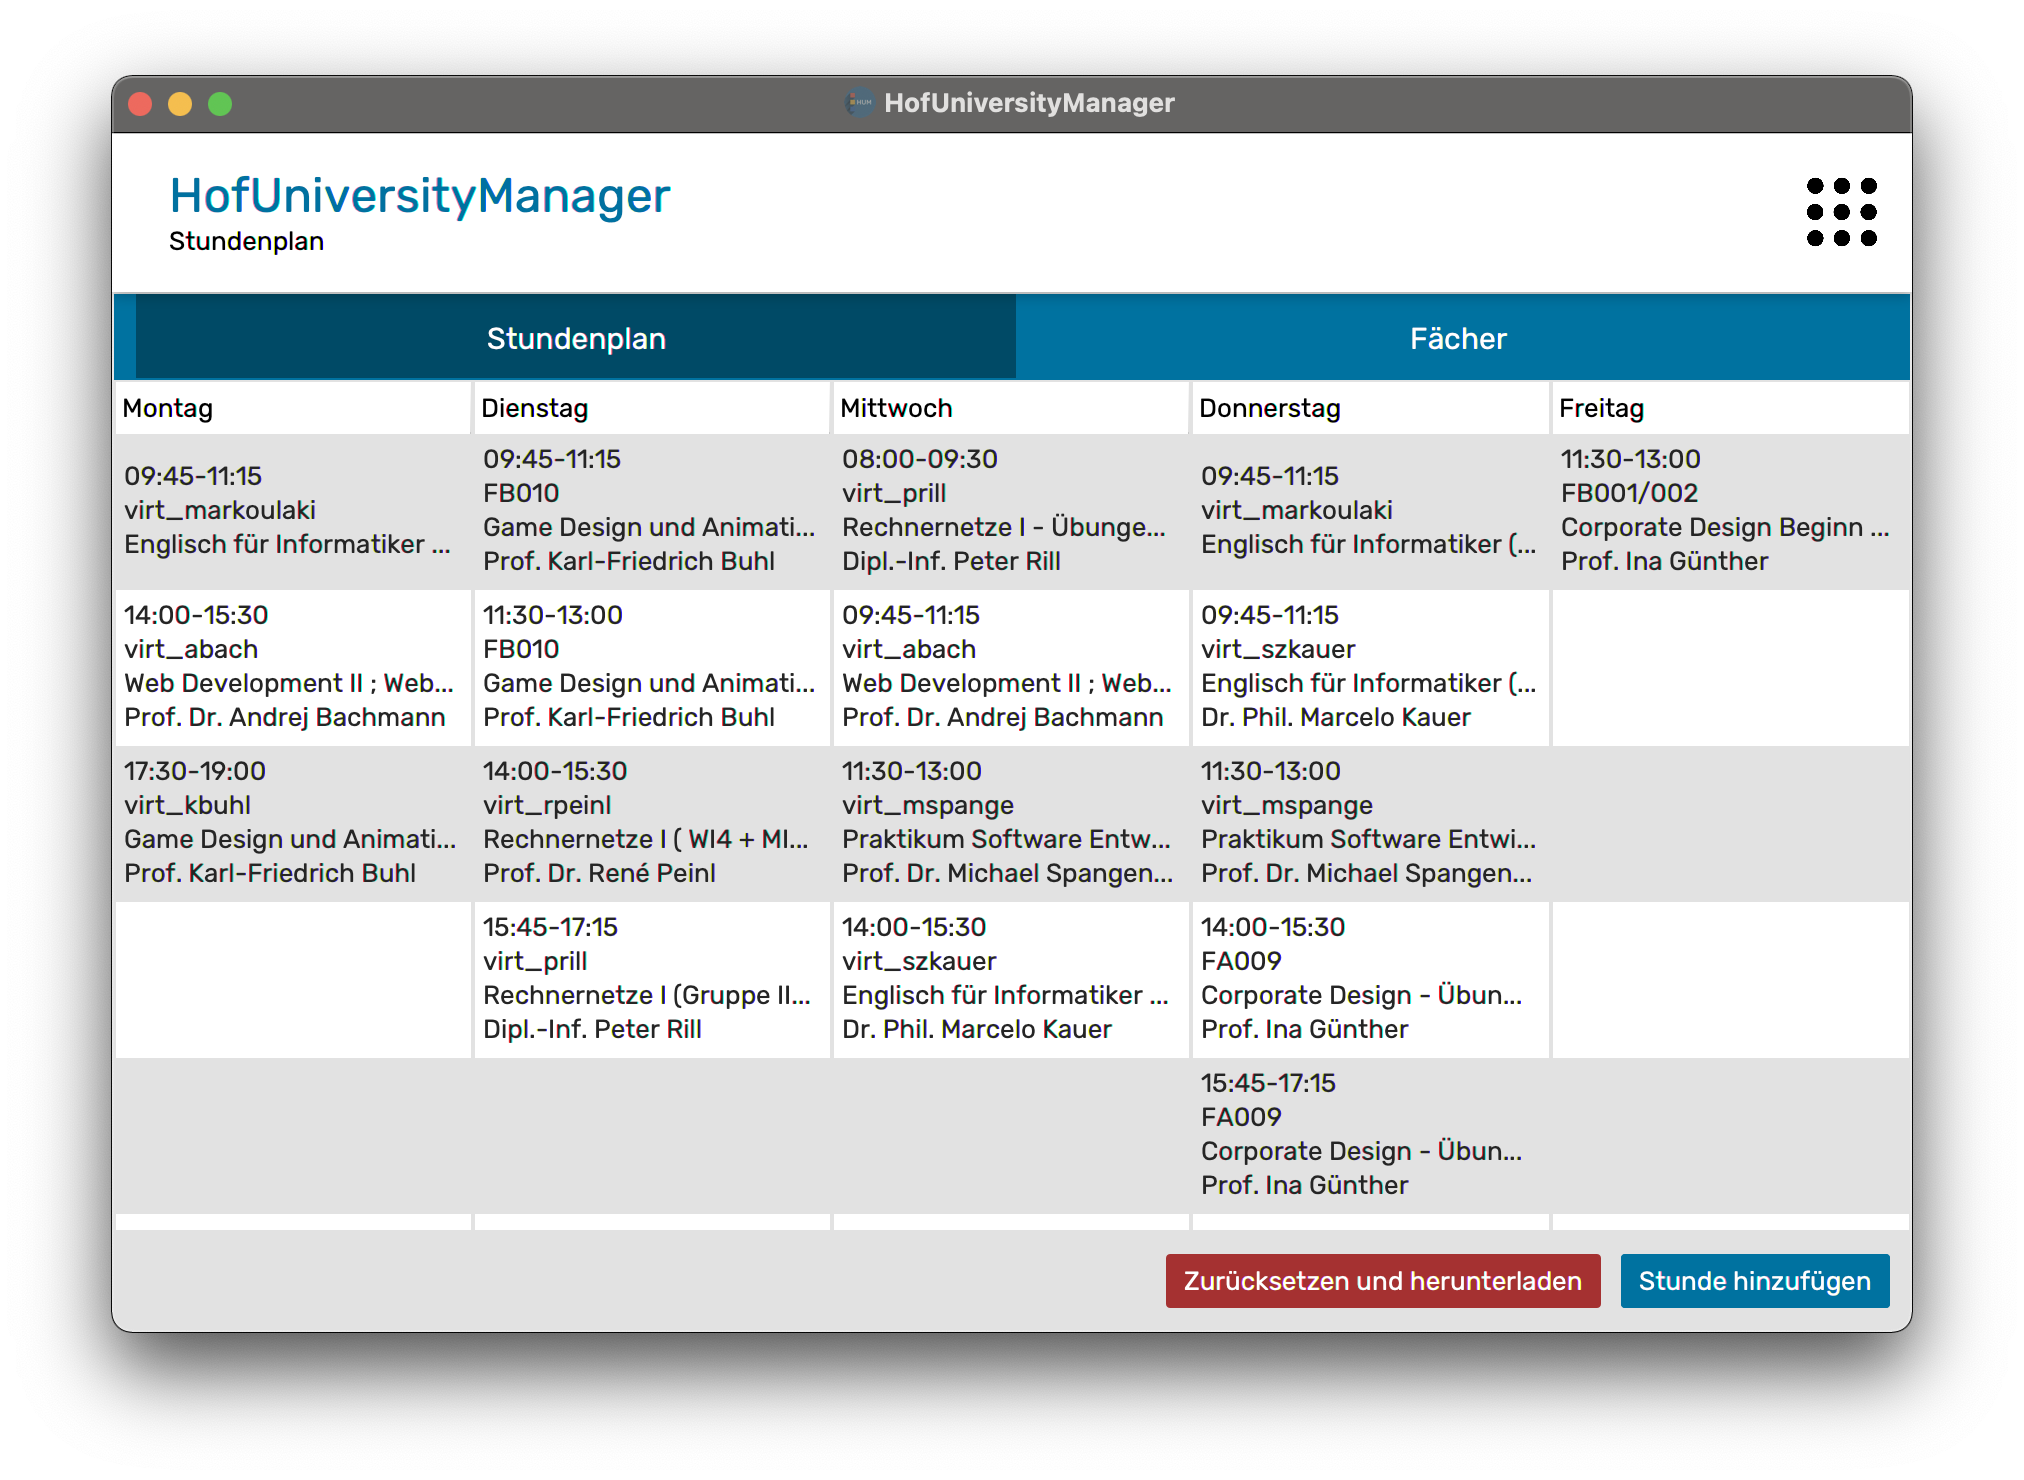 HofUniversityManager
HofUniversityManager
Stundenplan
Stundenplan
Fächer
Montag
Dienstag
Mittwoch
Donnerstag
Freitag
09:45-11:15
virt_markoulaki
Englisch für Informatiker ...
09:45-11:15
FB010
Game Design und Animati...
Prof. Karl-Friedrich Buhl
08:00-09:30
virt_prill
Rechnernetze I - Übunge...
Dipl.-Inf. Peter Rill
09:45-11:15
virt_markoulaki
Englisch für Informatiker (...
11:30-13:00
FB001/002
Corporate Design Beginn ...
Prof. Ina Günther
14:00-15:30
virt_abach
Web Development II ; Web...
Prof. Dr. Andrej Bachmann
11:30-13:00
FB010
Game Design und Animati...
Prof. Karl-Friedrich Buhl
09:45-11:15
virt_abach
Web Development II ; Web...
Prof. Dr. Andrej Bachmann
09:45-11:15
virt_szkauer
Englisch für Informatiker (...
Dr. Phil. Marcelo Kauer
17:30-19:00
virt_kbuhl
Game Design und Animati...
Prof. Karl-Friedrich Buhl
14:00-15:30
virt_rpeinl
Rechnernetze I ( WI4 + MI...
Prof. Dr. René Peinl
11:30-13:00
virt_mspange
Praktikum Software Entw...
Prof. Dr. Michael Spangen...
11:30-13:00
virt_mspange
Praktikum Software Entwi...
Prof. Dr. Michael Spangen...
15:45-17:15
virt_prill
Rechnernetze I (Gruppe II...
Dipl.-Inf. Peter Rill
14:00-15:30
virt_szkauer
Englisch für Informatiker ...
Dr. Phil. Marcelo Kauer
14:00-15:30
FA009
Corporate Design - Übun...
Prof. Ina Günther
15:45-17:15
FA009
Corporate Design - Übun...
Prof. Ina Günther
Zurücksetzen und herunterladen
Stunde hinzufügen